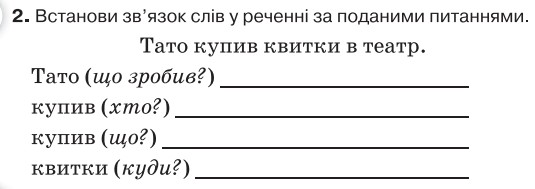 2. Встанови зв’язок слів у реченні за поданими питаннями.
Тато купив квитки в театр.
Тато (що зробив?)
купив (хто?)
купив (що?)
квитки (куди?)